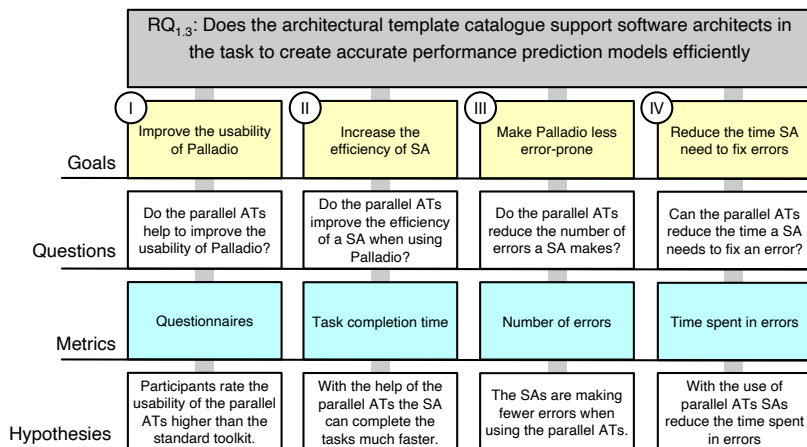 RQ1.3: Does the architectural template catalogue support software architects in
the task to create accurate performance prediction models efficiently
I
II
III
IV
Goals
Improve the usability
of Palladio
Increase the
efficiency of SA
Make Palladio less
error-prone
Reduce the time SA
need to fix errors
Questions
Do the parallel ATs
help to improve the
usability of Palladio?
Do the parallel ATs
improve the efficiency
of a SA when using
Palladio?
Do the parallel ATs
reduce the number of
errors a SA makes?
Can the parallel ATs
reduce the time a SA
needs to fix an error?
Metrics
Questionnaires
Task completion time
Number of errors
Time spent in errors
Hypothesies
Participants rate the
usability of the parallel
ATs higher than the
standard toolkit.
With the help of the
parallel ATs the SA
can complete the
tasks much faster.
The SAs are making
fewer errors when
using the parallel ATs.
With the use of
parallel ATs SAs
reduce the time spent
in errors